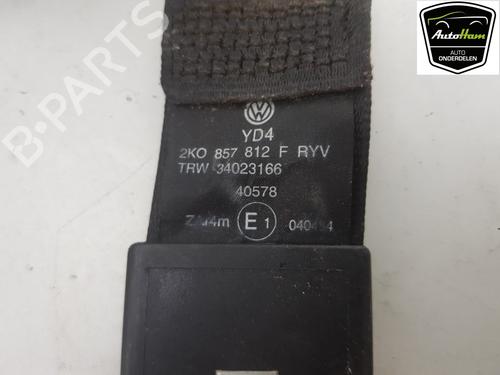 AutoHam
AUTO
ONDERDELEN
B-PARTS
YD4
2K0 857 812 F RYV
TRW 34023166
40578
E1